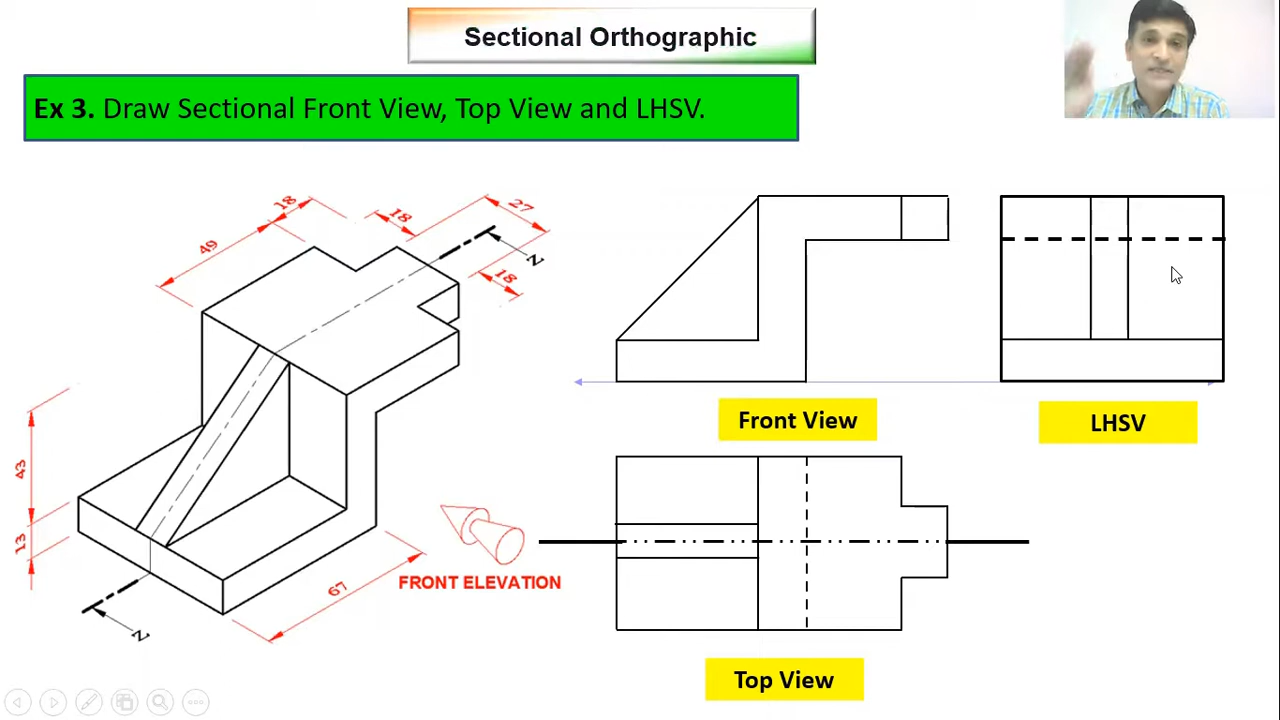 Sectional Orthographic
Ex 3. Draw Sectional Front View, Top View and LHSV.
18
49
18
27
N
18
43
13
67
N
FRONT ELEVATION
Front View
LHSV
Top View